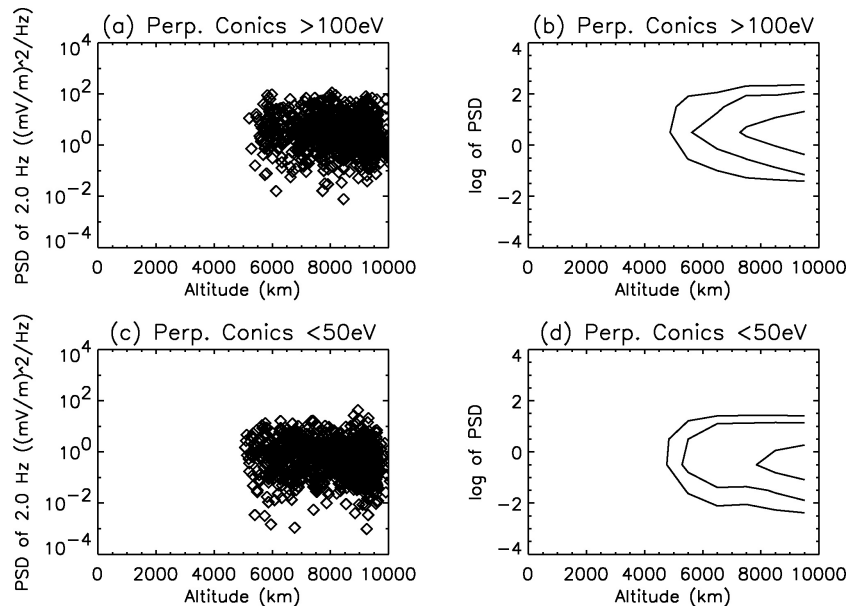 (a) Perp. Conics >100eV
PSD of 2.0 Hz ((mV/m)^2/Hz)
10^4
10^2
10^0
10^-2
10^-4
0 2000 4000 6000 8000 10000
Altitude (km)
(b) Perp. Conics >100eV
log of PSD
4
2
0
-2
-4
0 2000 4000 6000 8000 10000
Altitude (km)
(c) Perp. Conics <50eV
PSD of 2.0 Hz ((mV/m)^2/Hz)
10^4
10^2
10^0
10^-2
10^-4
0 2000 4000 6000 8000 10000
Altitude (km)
(d) Perp. Conics <50eV
log of PSD
4
2
0
-2
-4
0 2000 4000 6000 8000 10000
Altitude (km)